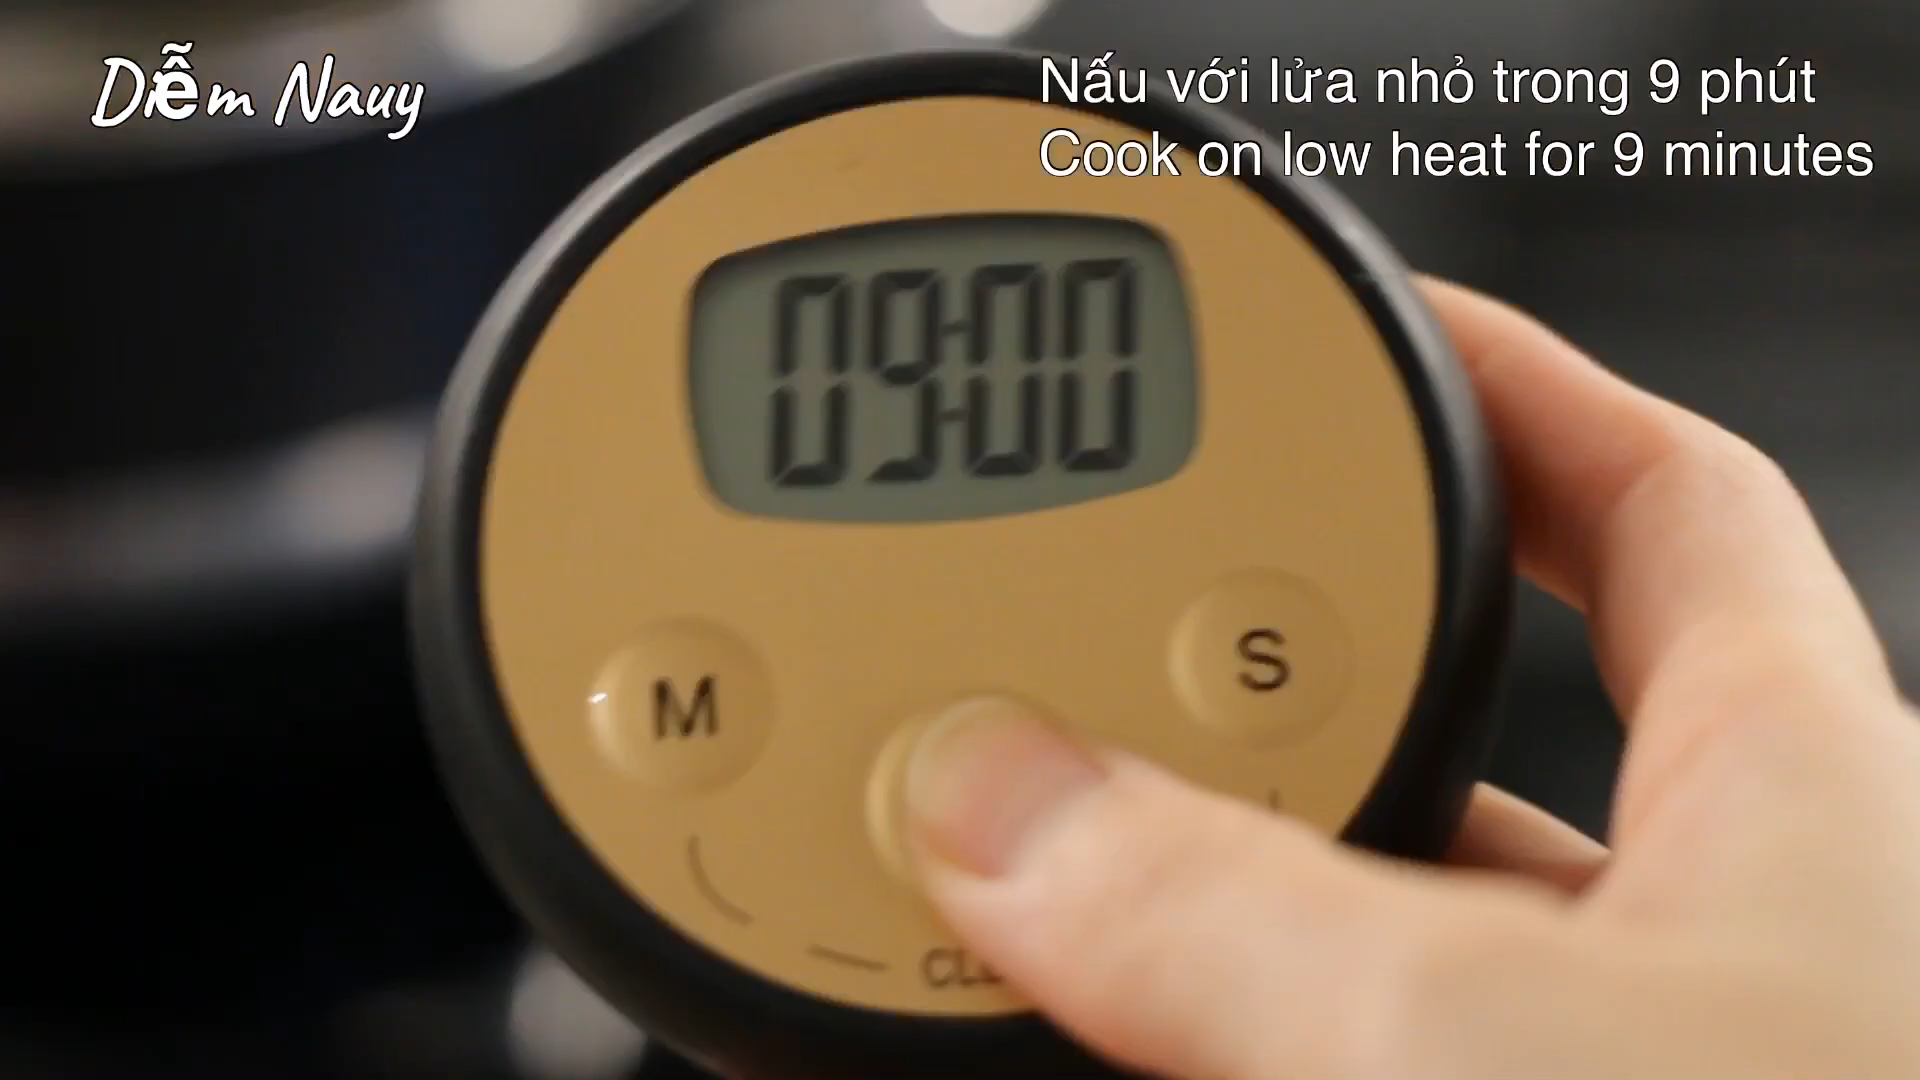 Diễm Nauy
Nấu với lửa nhỏ trong 9 phút
Cook on low heat for 9 minutes
09:00
M
S